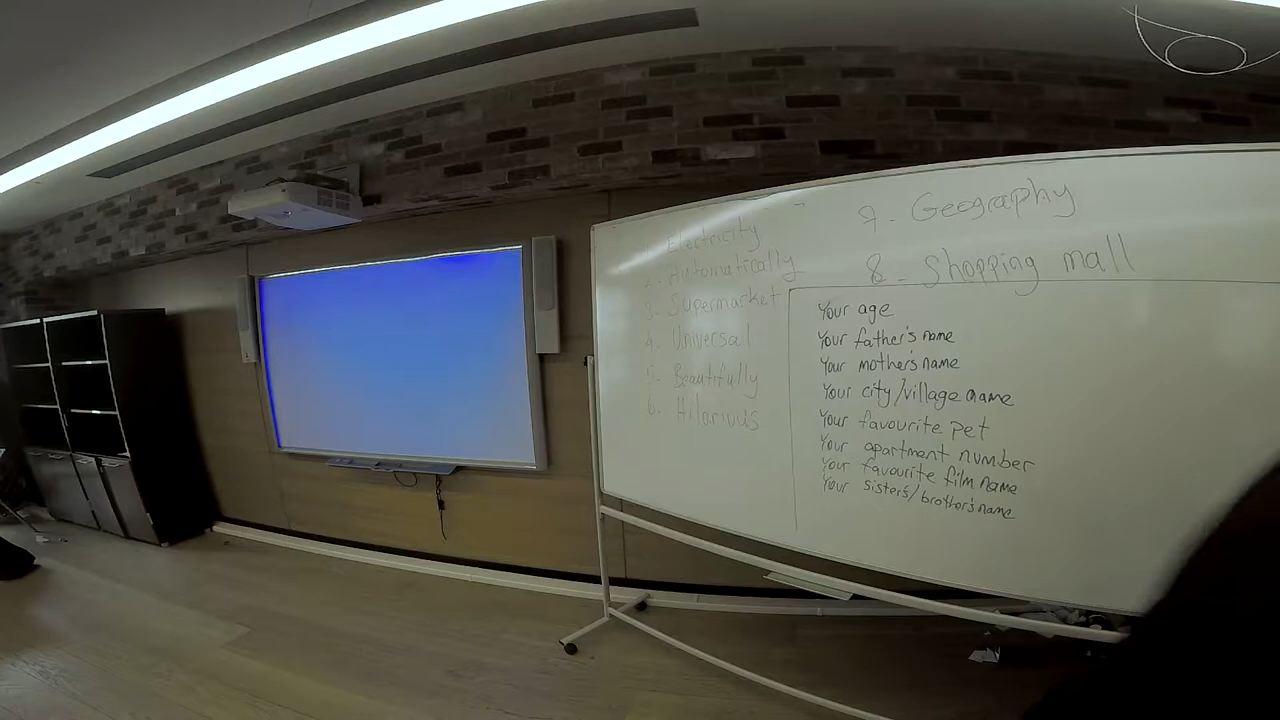 1. Electricity
2. Automatically
3. Supermarket
4. Universal
5. Beautifully
6. Hilarious
7. Geography
8. Shopping mall
Your age
Your father's name
Your mother's name
Your city/village name
Your favourite pet
Your apartment number
Your favourite film name
Your sister's/brother's name